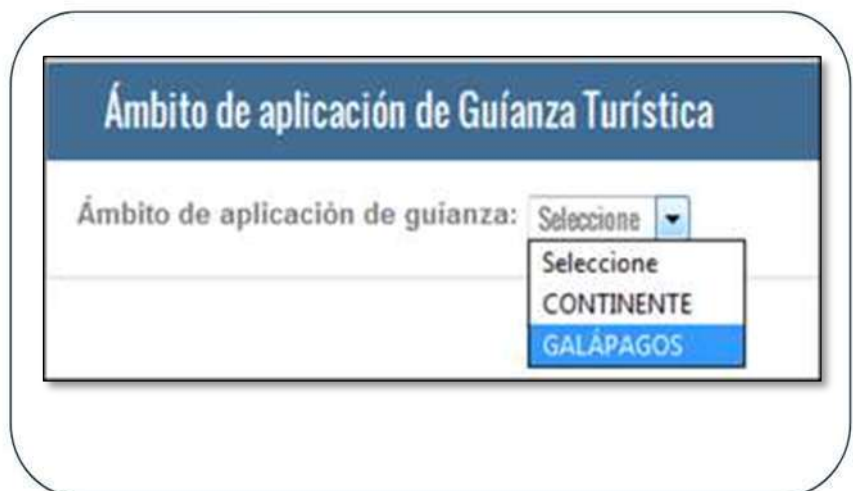 Ámbito de aplicación de Guíanza Turística
Ámbito de aplicación de guianza: Seleccione
Seleccione
CONTINENTE
GALÁPAGOS